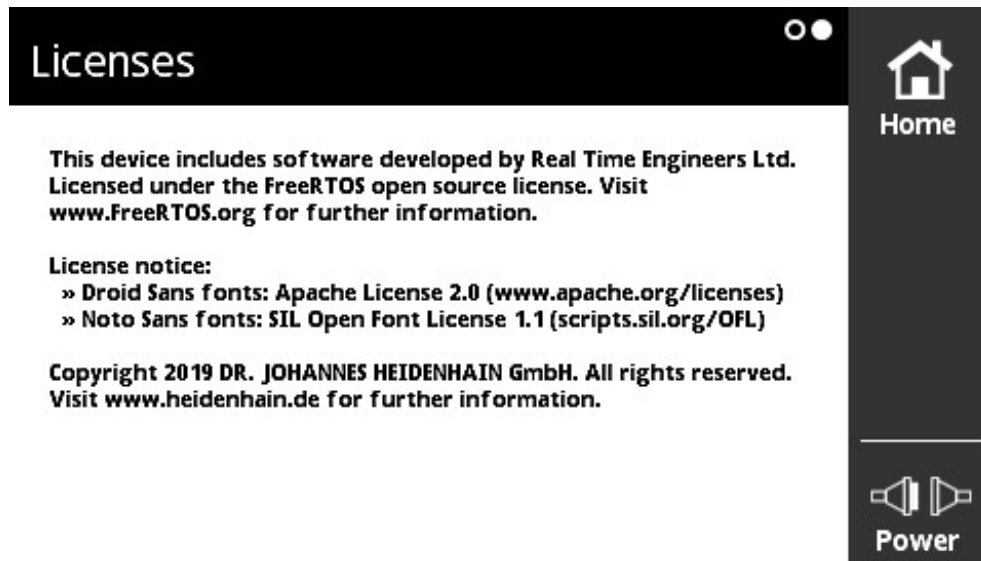 Licenses
Home
This device includes software developed by Real Time Engineers Ltd.
Licensed under the FreeRTOS open source license. Visit
www.FreeRTOS.org for further information.
License notice:
» Droid Sans fonts: Apache License 2.0 (www.apache.org/licenses)
» Noto Sans fonts: SIL Open Font License 1.1 (scripts.sil.org/OFL)
Copyright 2019 DR. JOHANNES HEIDENHAIN GmbH. All rights reserved.
Visit www.heidenhain.de for further information.
Power